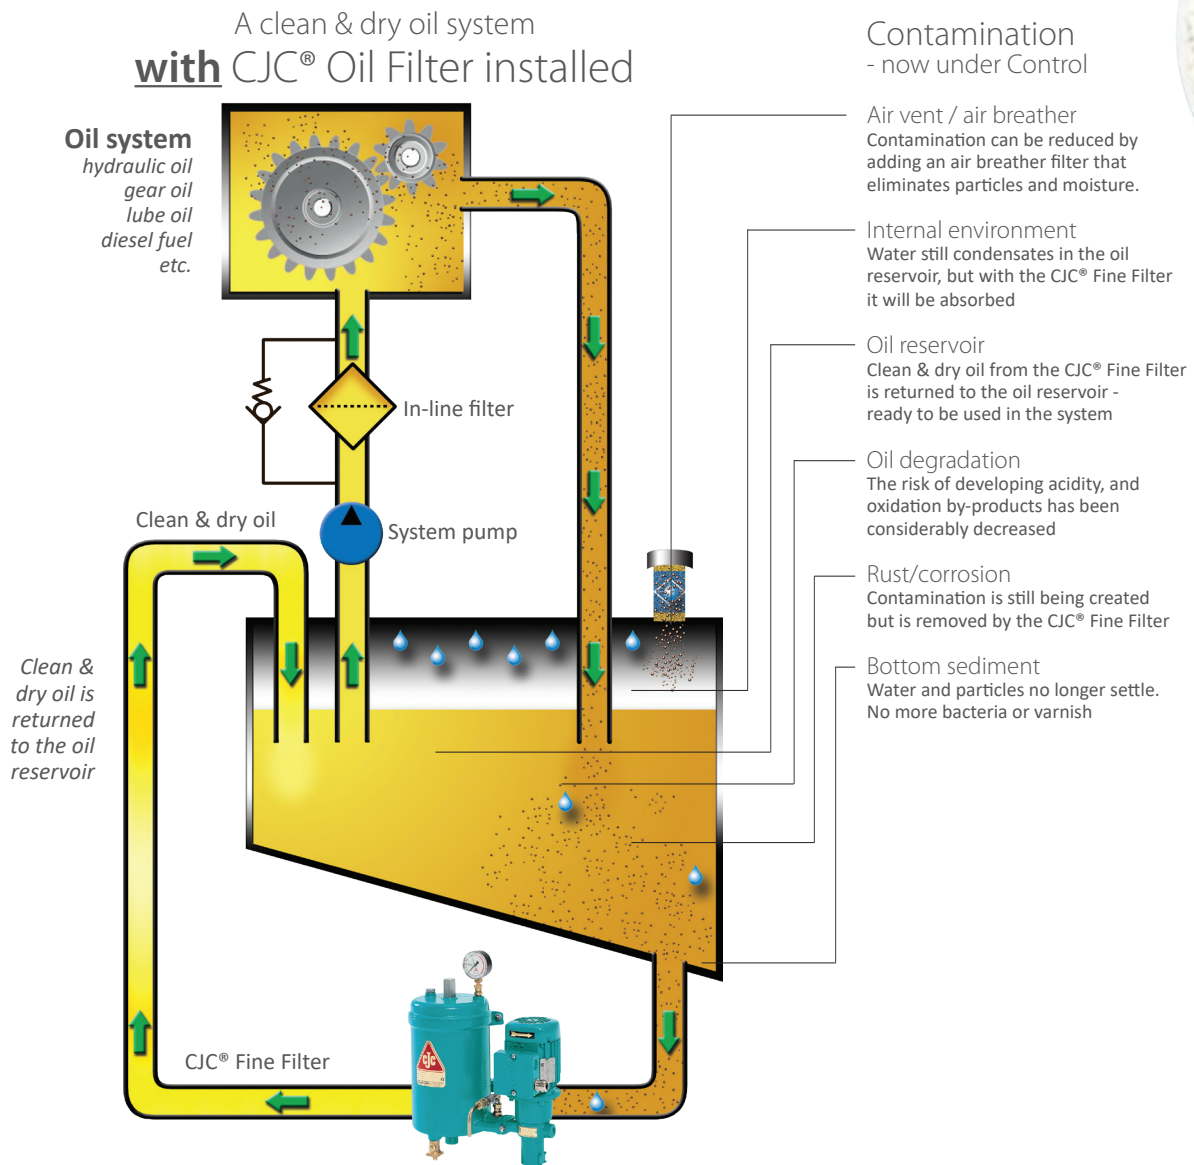 A clean & dry oil system
with CJC® Oil Filter installed
Oil system
hydraulic oil
gear oil
lube oil
diesel fuel
etc.
In-line filter
System pump
Clean & dry oil
Clean &
dry oil is
returned
to the oil
reservoir
CJC® Fine Filter
cjc
Contamination
- now under Control
Air vent / air breather
Contamination can be reduced by
adding an air breather filter that
eliminates particles and moisture.
Internal environment
Water still condensates in the oil
reservoir, but with the CJC® Fine Filter
it will be absorbed
Oil reservoir
Clean & dry oil from the CJC® Fine Filter
is returned to the oil reservoir -
ready to be used in the system
Oil degradation
The risk of developing acidity, and
oxidation by-products has been
considerably decreased
Rust/corrosion
Contamination is still being created
but is removed by the CJC® Fine Filter
Bottom sediment
Water and particles no longer settle.
No more bacteria or varnish